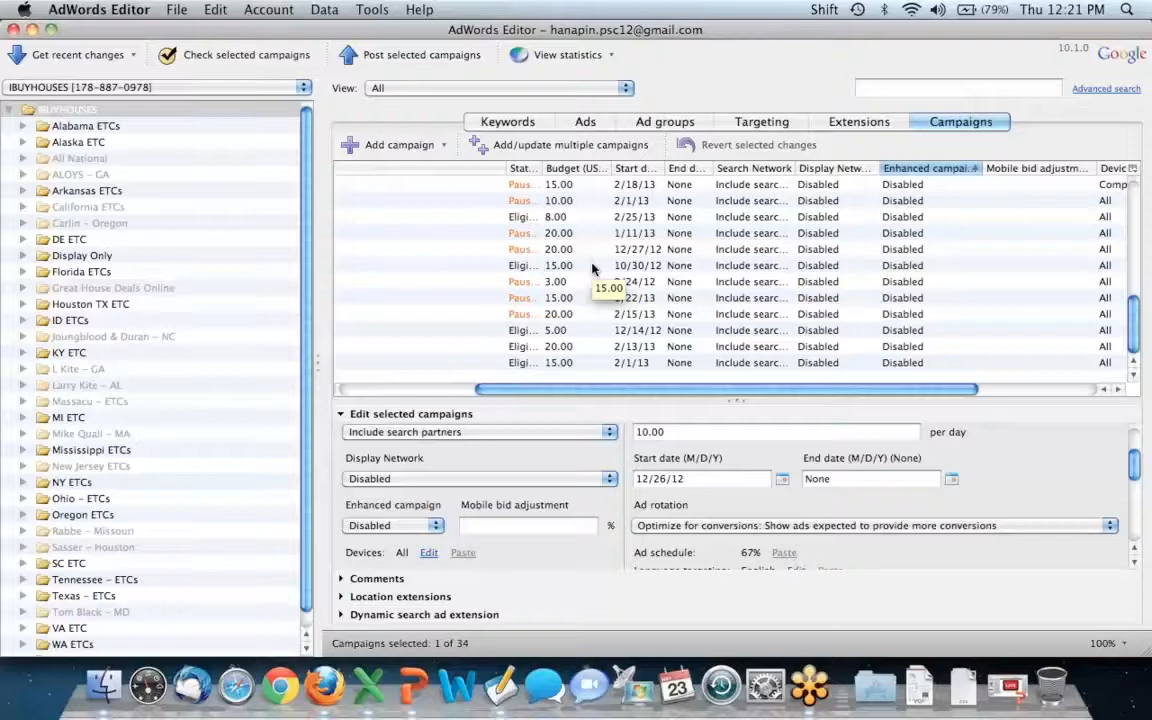 AdWords Editor File Edit Account Data Tools Help Shift (79%) Thu 12:21 PM
AdWords Editor – hanapin.psc12@gmail.com
Get recent changes Check selected campaigns Post selected campaigns View statistics 10.1.0 Google
IBUYHOUSES [178-887-0978] View: All Advanced search
IBUYHOUSES
Alabama ETCs
Alaska ETC
All National
ALOYS – GA
Arkansas ETCs
California ETCs
Carlin – Oregon
DE ETC
Display Only
Florida ETCs
Great House Deals Online
Houston TX ETC
ID ETCs
Joungblood & Duran – NC
KY ETC
L Kite – GA
Larry Kite – AL
Massacu – ETCs
MI ETC
Mike Quall – MA
Mississippi ETCs
New Jersey ETCs
NY ETCs
Ohio – ETCs
Oregon ETCs
Rabbe – Missouri
Sasser – Houston
SC ETC
Tennessee – ETCs
Texas – ETCs
Tom Black – MD
VA ETC
WA ETCs
Keywords Ads Ad groups Targeting Extensions Campaigns
Add campaign Add/update multiple campaigns Revert selected changes
Stat... Budget (US... Start d... End d... Search Network Display Netw... Enhanced campai... Mobile bid adjustm... Devic
Paus... 15.00 2/18/13 None Include searc... Disabled Disabled Comp
Paus... 10.00 2/1/13 None Include searc... Disabled Disabled All
Eligi... 8.00 2/25/13 None Include searc... Disabled Disabled All
Paus... 20.00 1/11/13 None Include searc... Disabled Disabled All
Paus... 20.00 12/27/12 None Include searc... Disabled Disabled All
Eligi... 15.00 10/30/12 None Include searc... Disabled Disabled All
Paus... 3.00 24/12 None Include searc... Disabled Disabled All
15.00
Paus... 15.00 22/13 None Include searc... Disabled Disabled All
Paus... 20.00 2/15/13 None Include searc... Disabled Disabled All
Eligi... 5.00 12/14/12 None Include searc... Disabled Disabled All
Eligi... 20.00 2/13/13 None Include searc... Disabled Disabled All
Eligi... 15.00 2/1/13 None Include searc... Disabled Disabled All
Edit selected campaigns
Include search partners 10.00 per day
Display Network Start date (M/D/Y) End date (M/D/Y) (None)
Disabled 12/26/12 None
Enhanced campaign Mobile bid adjustment Ad rotation
Disabled % Optimize for conversions: Show ads expected to provide more conversions
Devices: All Edit Paste Ad schedule: 67% Paste
Language targeting: English Edit Paste
Comments
Location extensions
Dynamic search ad extension
Campaigns selected: 1 of 34 100%
23